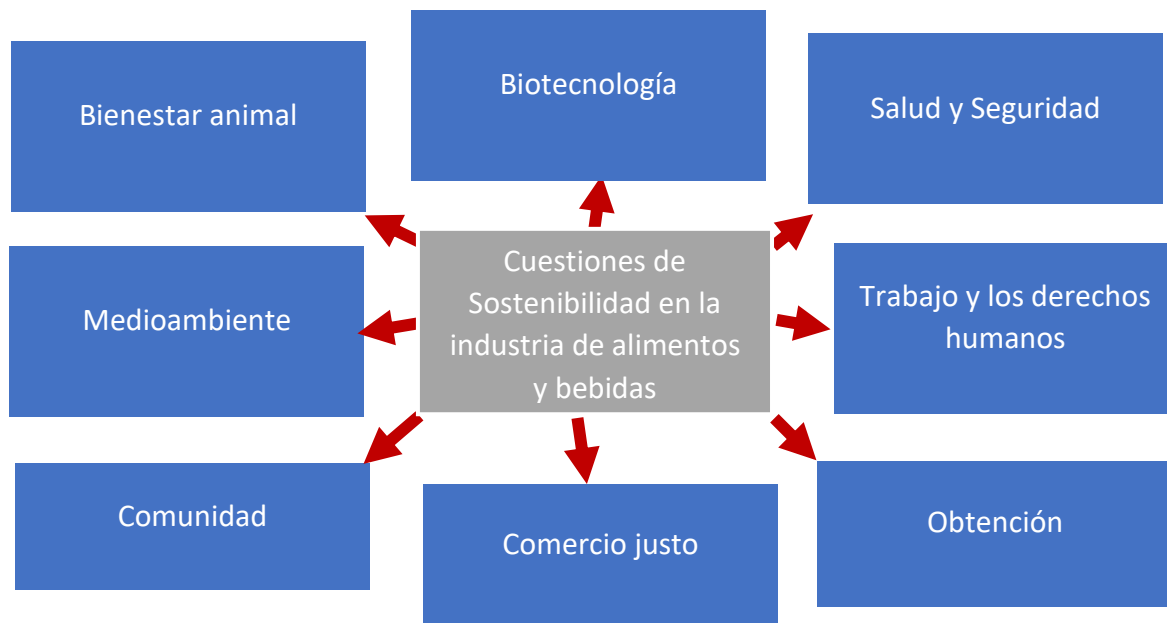 Bienestar animal
Biotecnología
Salud y Seguridad
Medioambiente
Cuestiones de
Sostenibilidad en la
industria de alimentos
y bebidas
Trabajo y los derechos
humanos
Comunidad
Comercio justo
Obtención